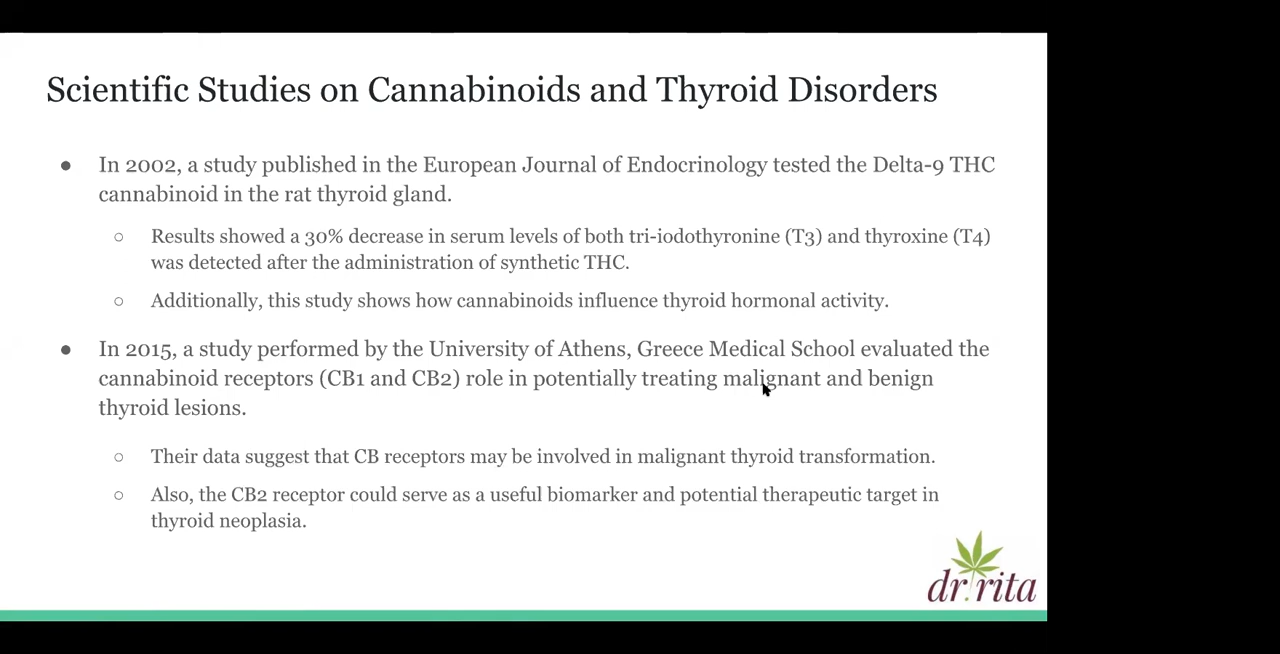 Scientific Studies on Cannabinoids and Thyroid Disorders
● In 2002, a study published in the European Journal of Endocrinology tested the Delta-9 THC
cannabinoid in the rat thyroid gland.
○ Results showed a 30% decrease in serum levels of both tri-iodothyronine (T3) and thyroxine (T4)
was detected after the administration of synthetic THC.
○ Additionally, this study shows how cannabinoids influence thyroid hormonal activity.
● In 2015, a study performed by the University of Athens, Greece Medical School evaluated the
cannabinoid receptors (CB1 and CB2) role in potentially treating malignant and benign
thyroid lesions.
○ Their data suggest that CB receptors may be involved in malignant thyroid transformation.
○ Also, the CB2 receptor could serve as a useful biomarker and potential therapeutic target in
thyroid neoplasia.
dr. rita